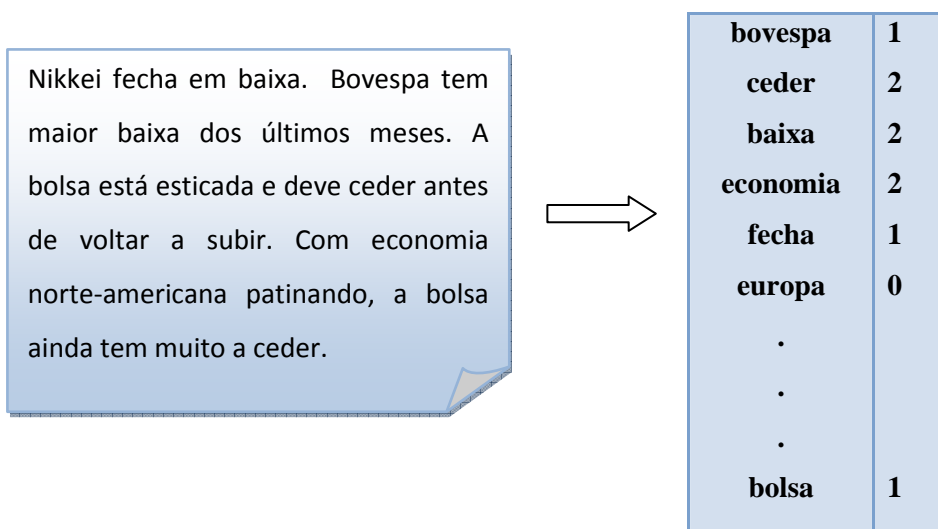 Nikkei fecha em baixa. Bovespa tem
maior baixa dos últimos meses. A
bolsa está esticada e deve ceder antes
de voltar a subir. Com economia
norte-americana patinando, a bolsa
ainda tem muito a ceder.
bovespa 1
ceder 2
baixa 2
economia 2
fecha 1
europa 0
.
.
.
bolsa 1